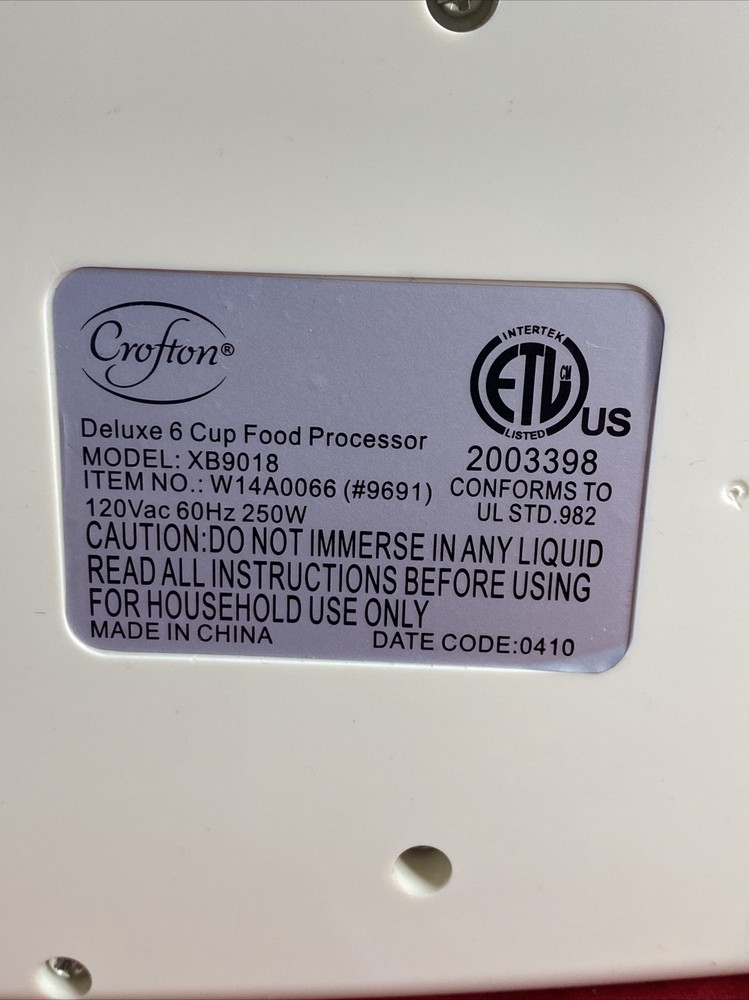 Crofton®
INTERTEK
ETL
CM
LISTED
US
Deluxe 6 Cup Food Processor
MODEL: XB9018
2003398
ITEM NO.: W14A0066 (#9691)
CONFORMS TO
120Vac 60Hz 250W
UL STD.982
CAUTION:DO NOT IMMERSE IN ANY LIQUID
READ ALL INSTRUCTIONS BEFORE USING
FOR HOUSEHOLD USE ONLY
MADE IN CHINA
DATE CODE:0410